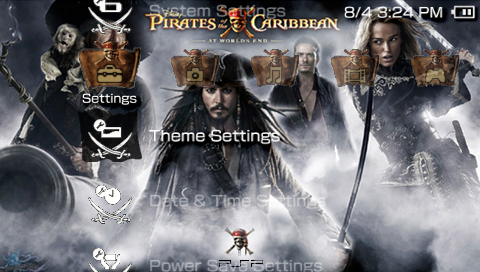 System Settings
PIRATES of the CARIBBEAN
AT WORLDS END
8/4 3:24 PM
Settings
Theme Settings
Date & Time Settings
Power Save Settings